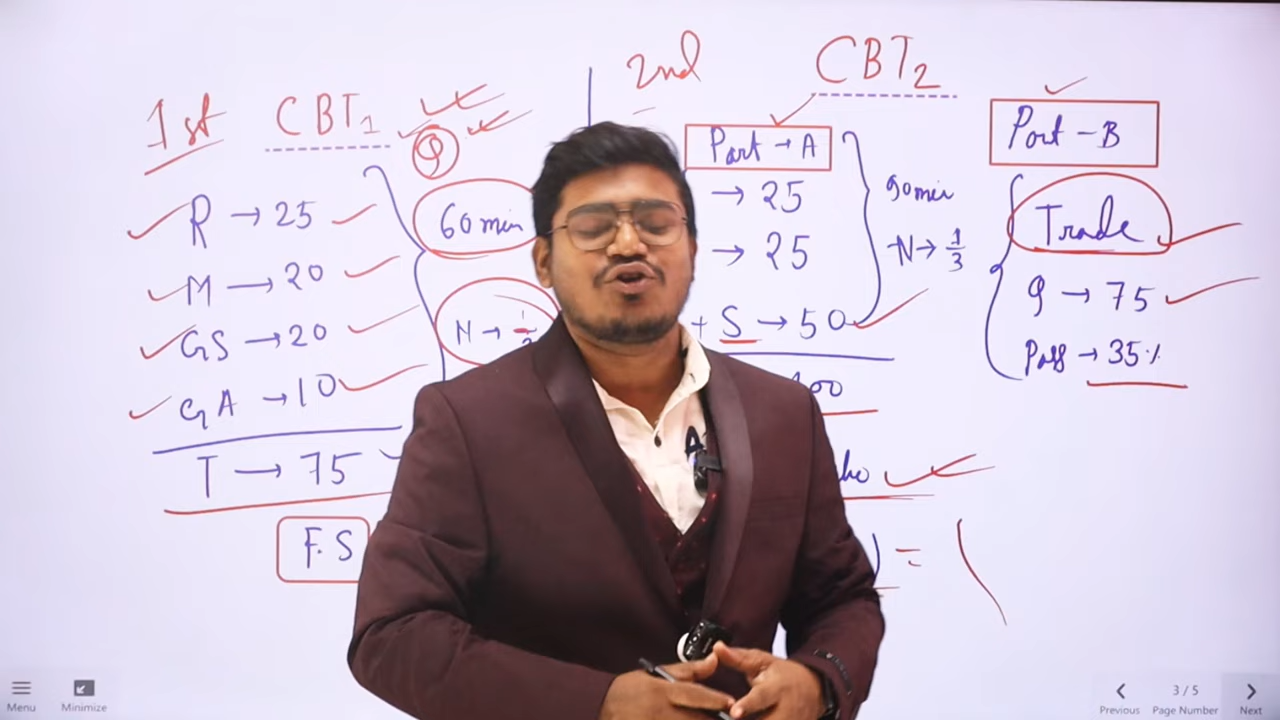 1st CBT1
Q
R → 25
60 min
M → 20
GS → 20
N →
GA → 10
T → 75
F.S
2nd CBT2
Part → A
→ 25
90 min
→ 25
N → 1/3
+ S → 50
Part - B
Trade
Q → 75
Pass → 35%
= (
Menu
Minimize
Previous
3 / 5
Page Number
Next